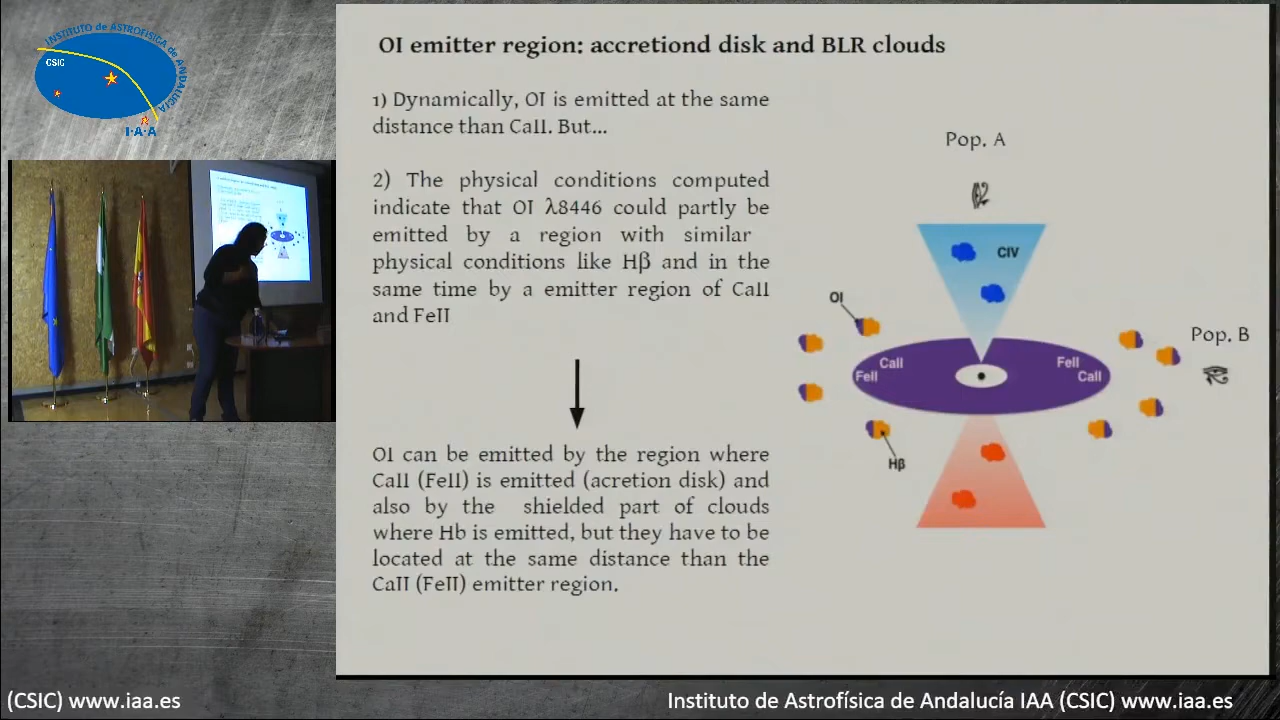 INSTITUTO de ASTROFÍSICA de ANDALUCÍA
CSIC
I·A·A
OI emitter region: accretiond disk and BLR clouds
1) Dynamically, OI is emitted at the same
distance than CaII. But...
2) The physical conditions computed
indicate that OI λ8446 could partly be
emitted by a region with similar
physical conditions like Hβ and in the
same time by a emitter region of CaII
and FeII
OI can be emitted by the region where
CaII (FeII) is emitted (acretion disk) and
also by the shielded part of clouds
where Hb is emitted, but they have to be
located at the same distance than the
CaII (FeII) emitter region.
Pop. A
CIV
OI
Pop. B
CaII
FeII
FeII
CaII
Hβ
(CSIC) www.iaa.es
Instituto de Astrofísica de Andalucía IAA (CSIC) www.iaa.es